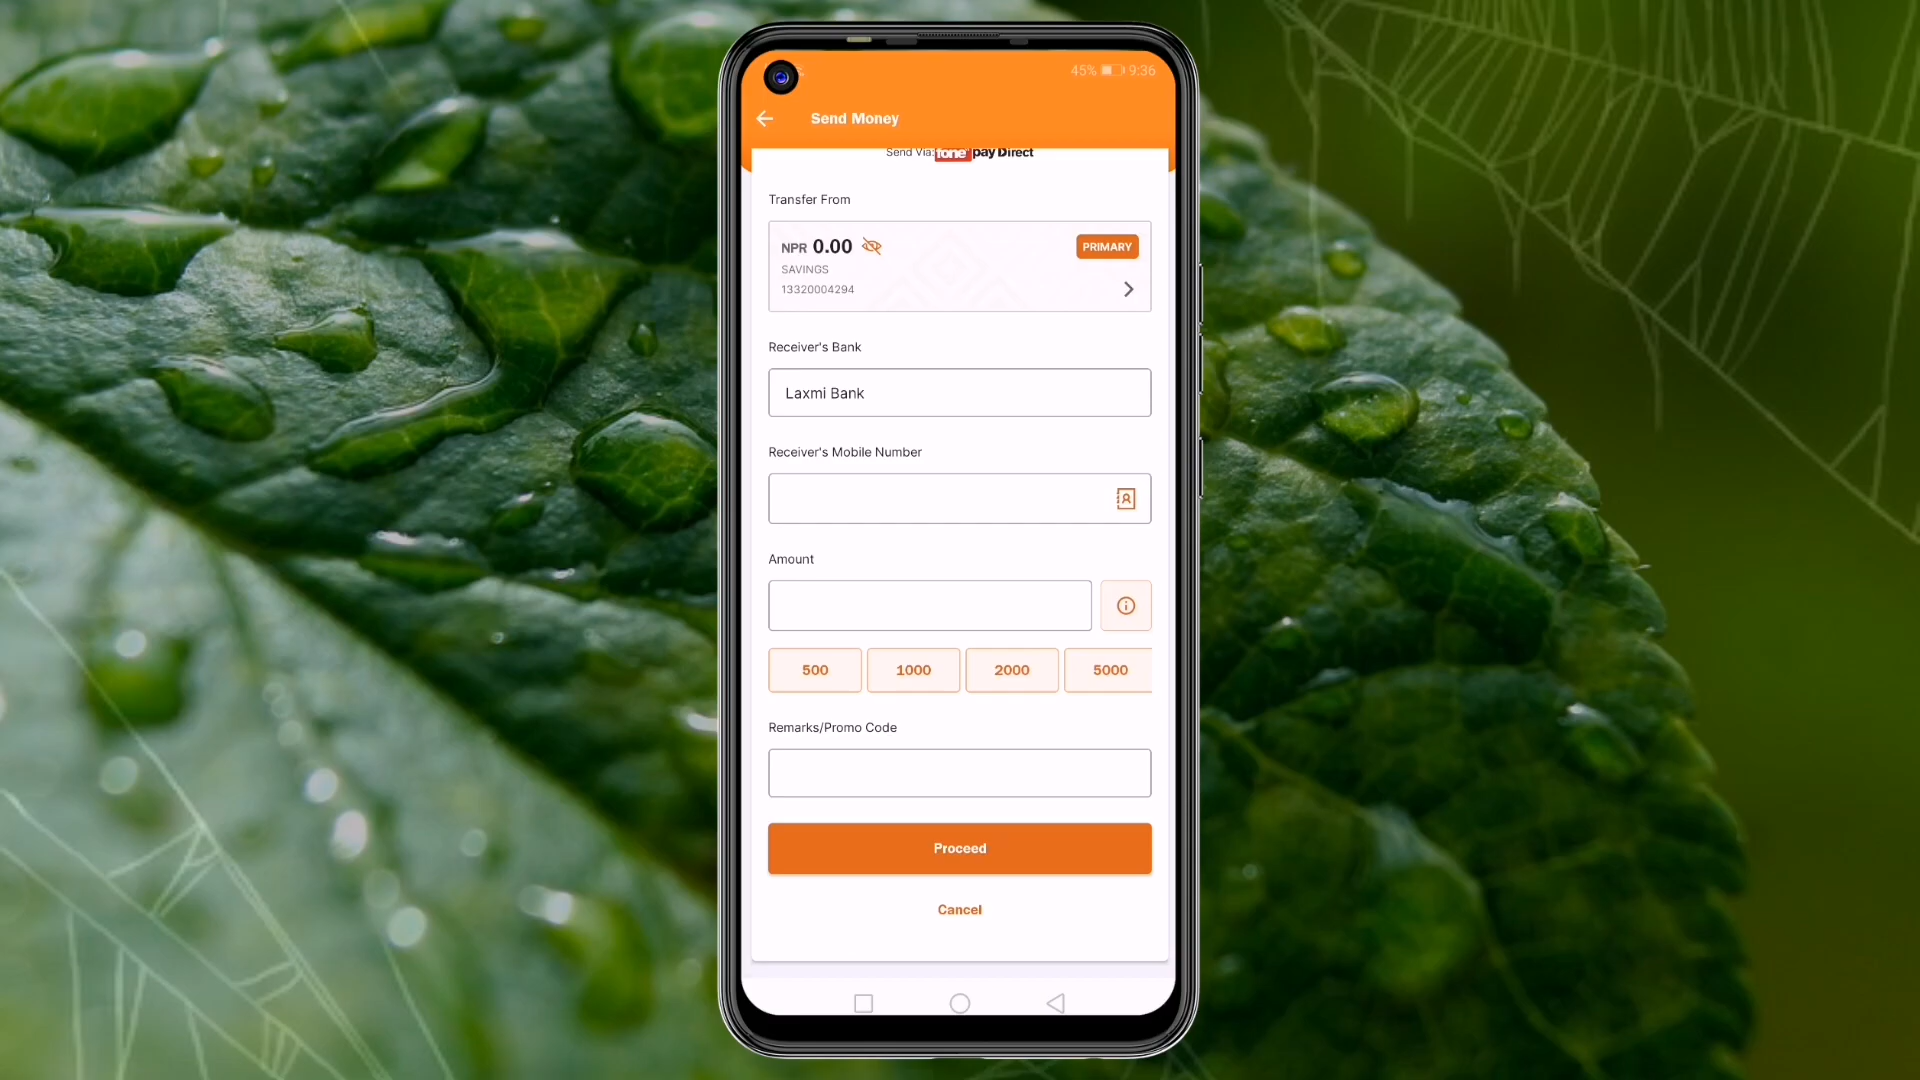 45% 9:36
Send Money
Send Via: fone pay Direct
Transfer From
NPR 0.00
PRIMARY
SAVINGS
13320004294
Receiver's Bank
Laxmi Bank
Receiver's Mobile Number
Amount
500 1000 2000 5000
Remarks/Promo Code
Proceed
Cancel